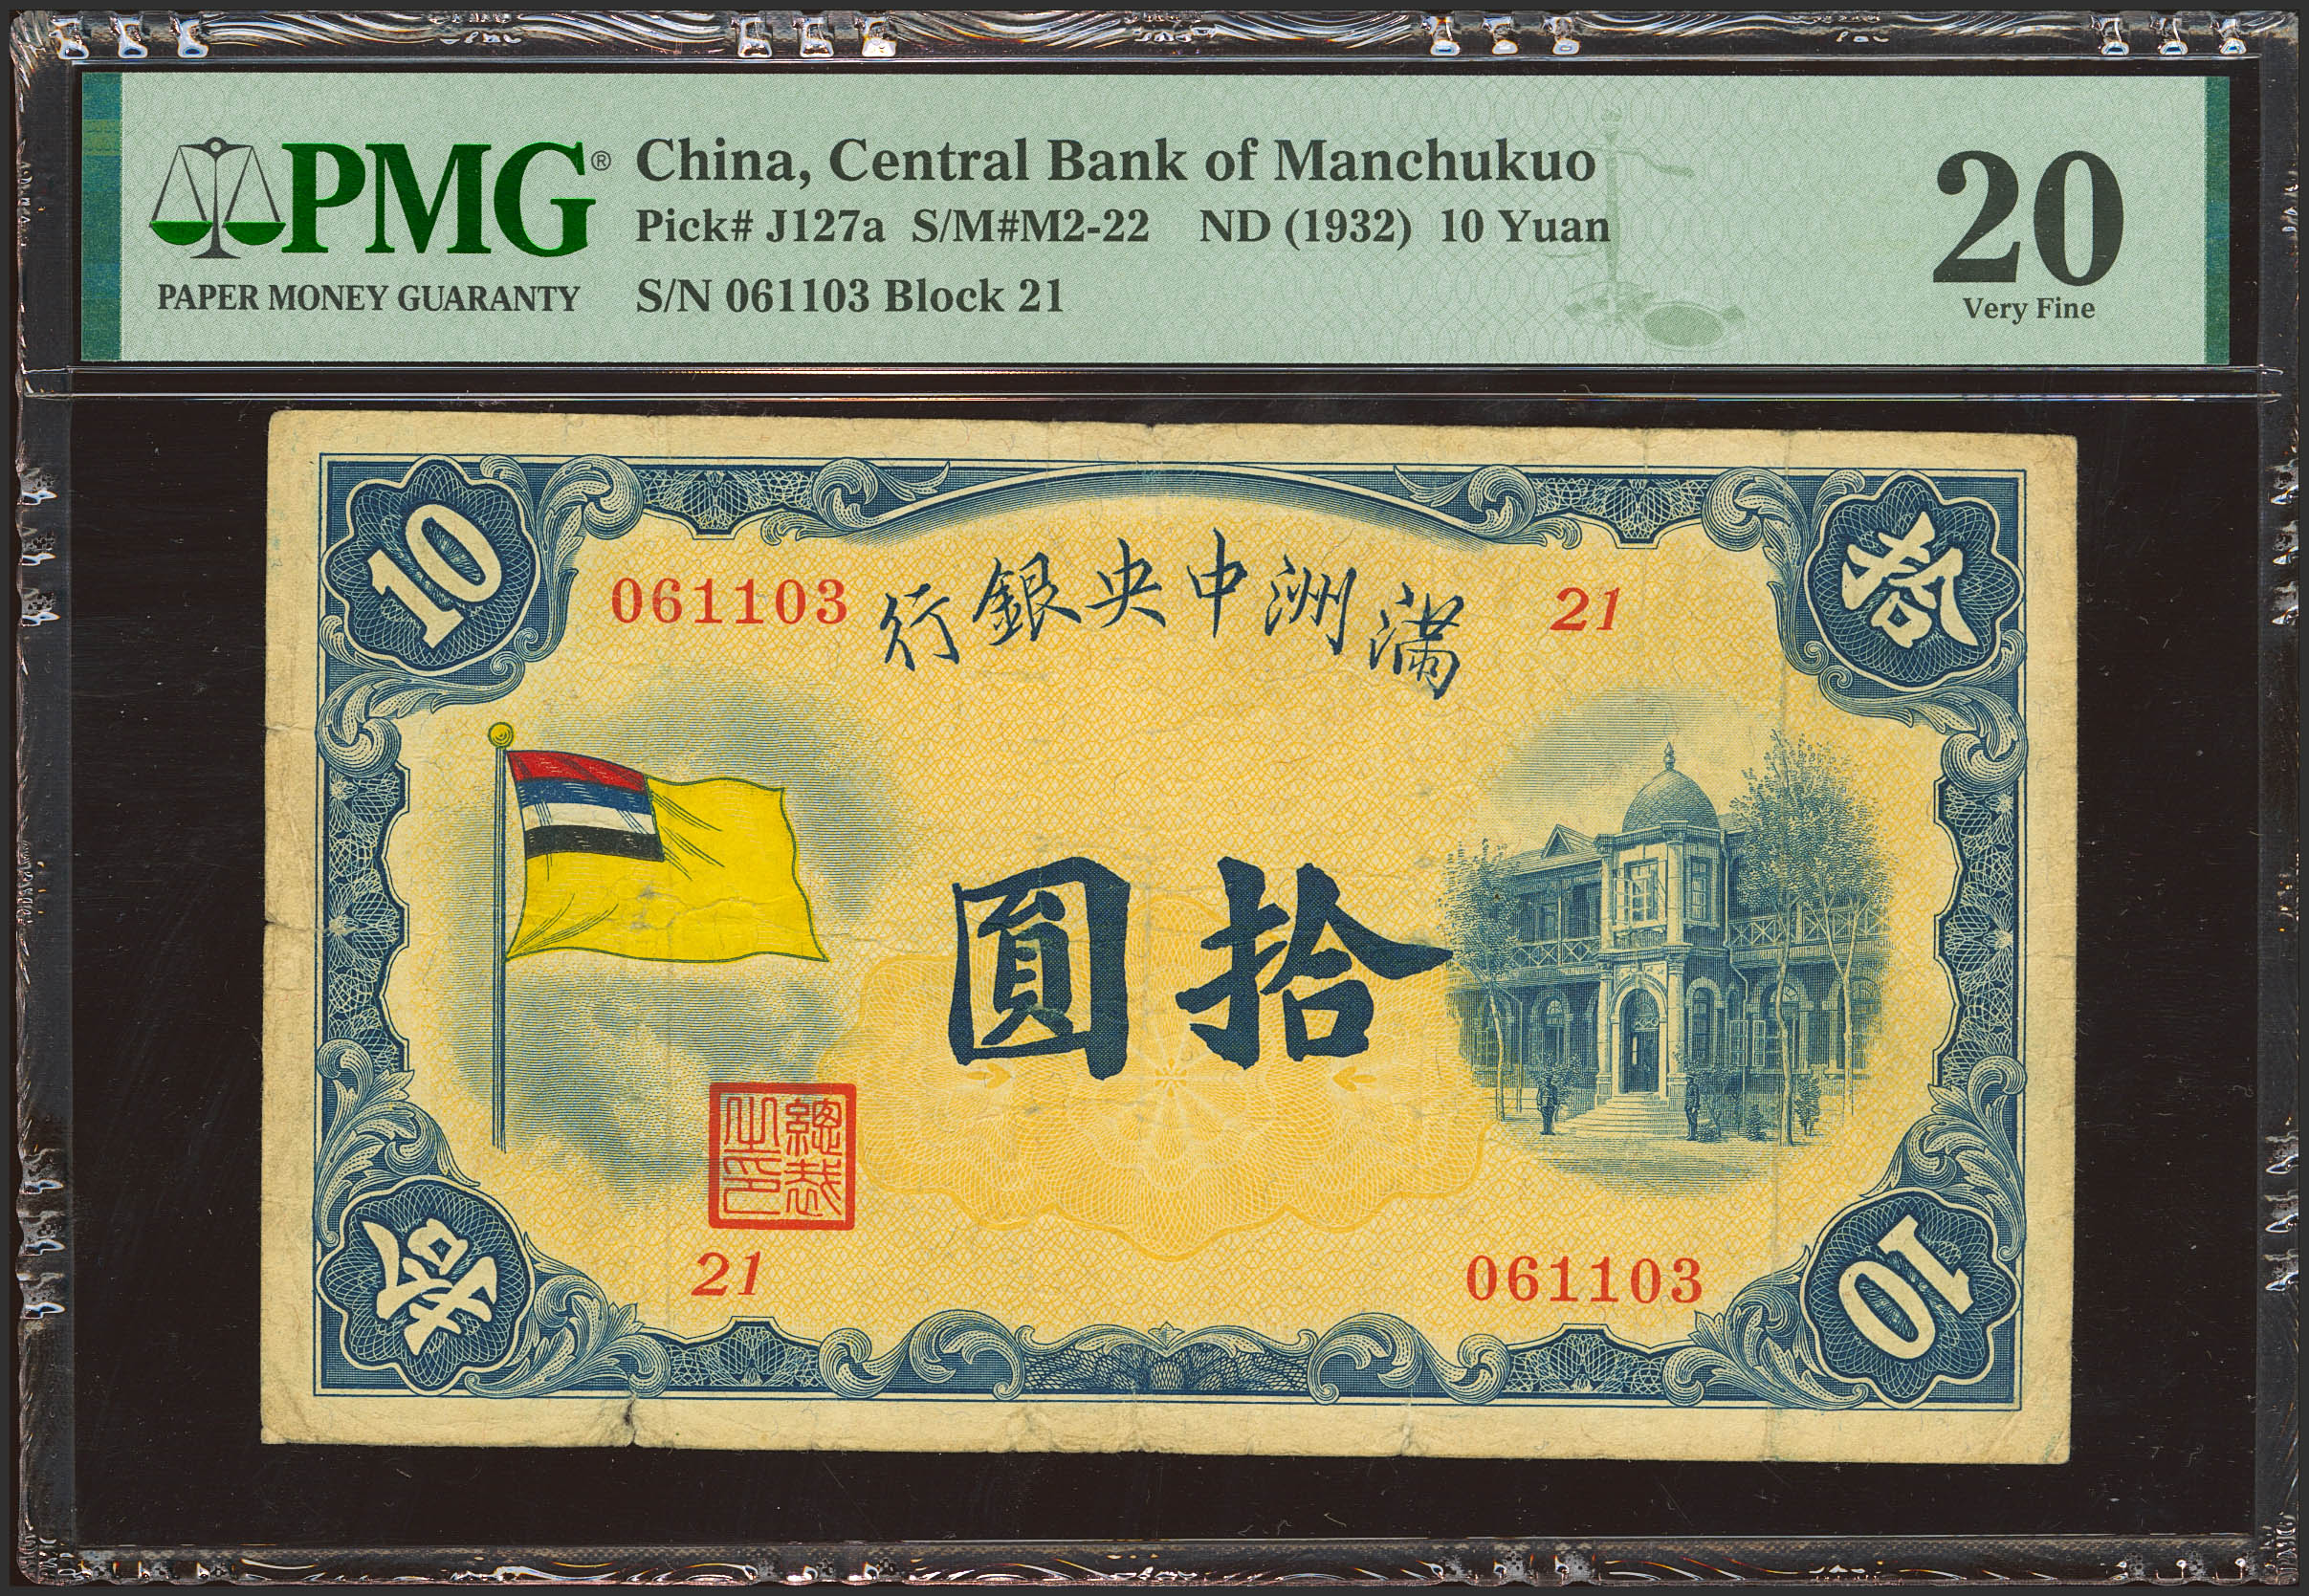 PMG®
PAPER MONEY GUARANTY
China, Central Bank of Manchukuo
Pick# J127a S/M#M2-22 ND (1932) 10 Yuan
S/N 061103 Block 21
20
Very Fine
10
拾
061103
行銀央中洲滿
21
圓拾
總裁
之印
21
061103
拾
10